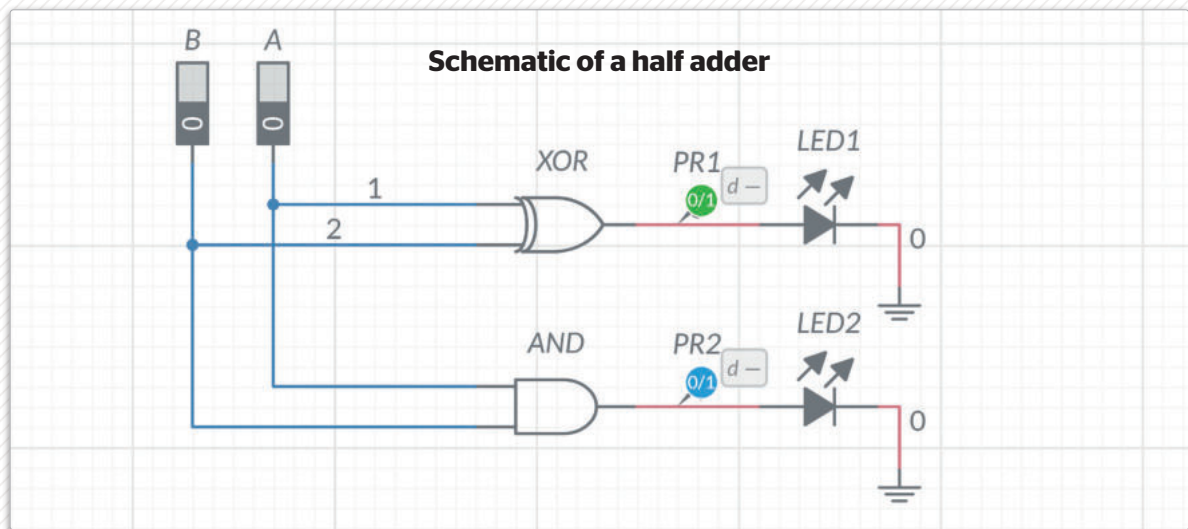 B A
Schematic of a half adder
0 0
LED1
XOR
PR1
d –
0/1
1
2
0
LED2
AND
PR2
d –
0/1
0